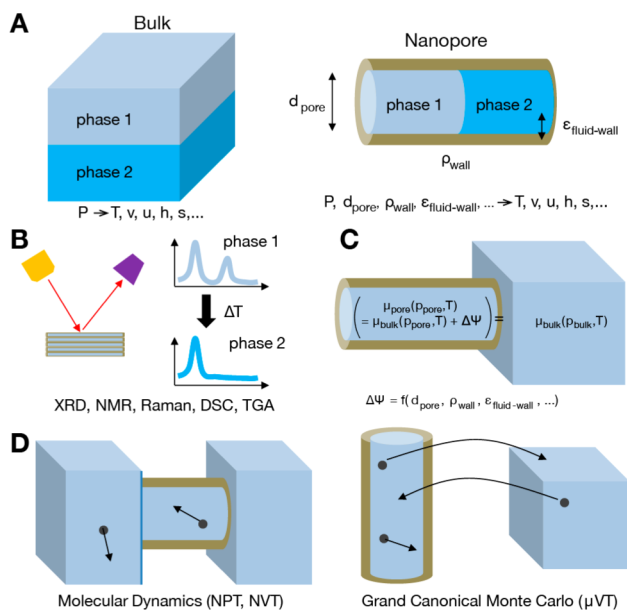 A
Bulk
phase 1
phase 2
P → T, v, u, h, s,...
Nanopore
d pore
phase 1
phase 2
ε fluid-wall
ρ wall
P, d pore, ρ wall, ε fluid-wall, ... → T, v, u, h, s,...
B
phase 1
ΔT
phase 2
XRD, NMR, Raman, DSC, TGA
C
( μ pore (p pore ,T)
= μ bulk (p pore ,T) + ΔΨ ) =
μ bulk (p bulk ,T)
ΔΨ = f( d pore , ρ wall , ε fluid-wall , ...)
D
Molecular Dynamics (NPT, NVT)
Grand Canonical Monte Carlo (μVT)